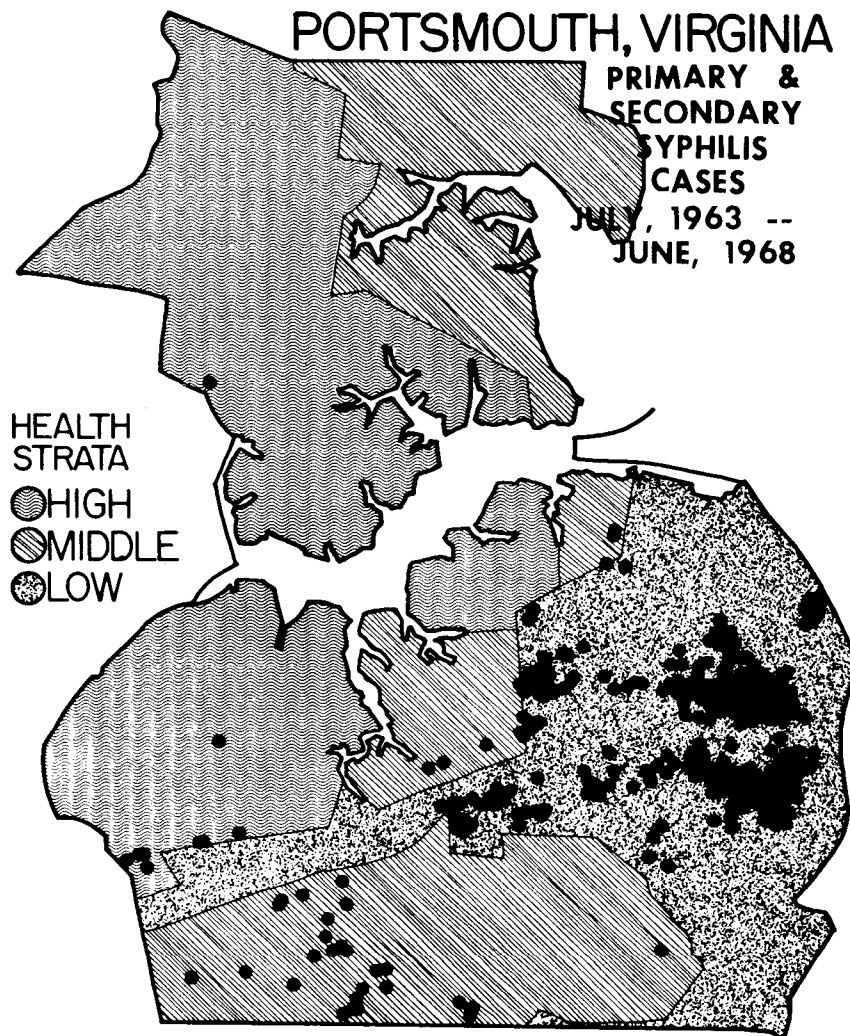 PORTSMOUTH, VIRGINIA
PRIMARY &
SECONDARY
SYPHILIS
CASES
JULY, 1963 --
JUNE, 1968
HEALTH
STRATA
HIGH
MIDDLE
LOW